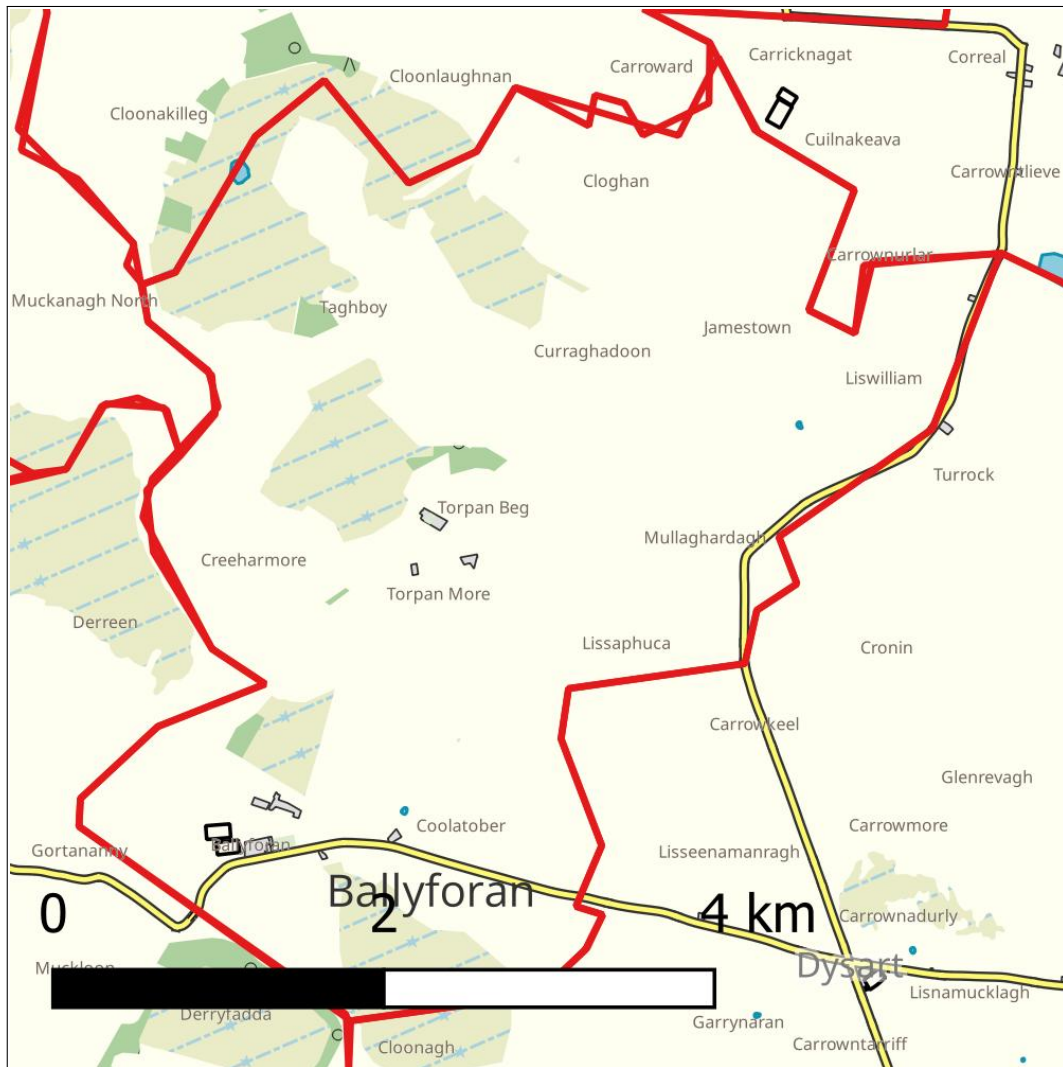 Carricknagat
Correal
Carroward
Cloonlaughnan
Cloonakilleg
Cuilnakeava
Carrowntlieve
Cloghan
Carrownurlar
Muckanagh North
Taghboy
Jamestown
Curraghadoon
Liswilliam
Turrock
Torpan Beg
Mullaghardagh
Creeharmore
Torpan More
Derreen
Lissaphuca
Cronin
Carrowkeel
Glenrevagh
Coolatober
Carrowmore
Ballyforan
Gortananny
Lisseenamanragh
Ballyforan
0 2 4 km
Carrownadurly
Muckloon
Dysart
Lisnamucklagh
Derryfadda
Garrynaran
Cloonagh
Carrowntarriff